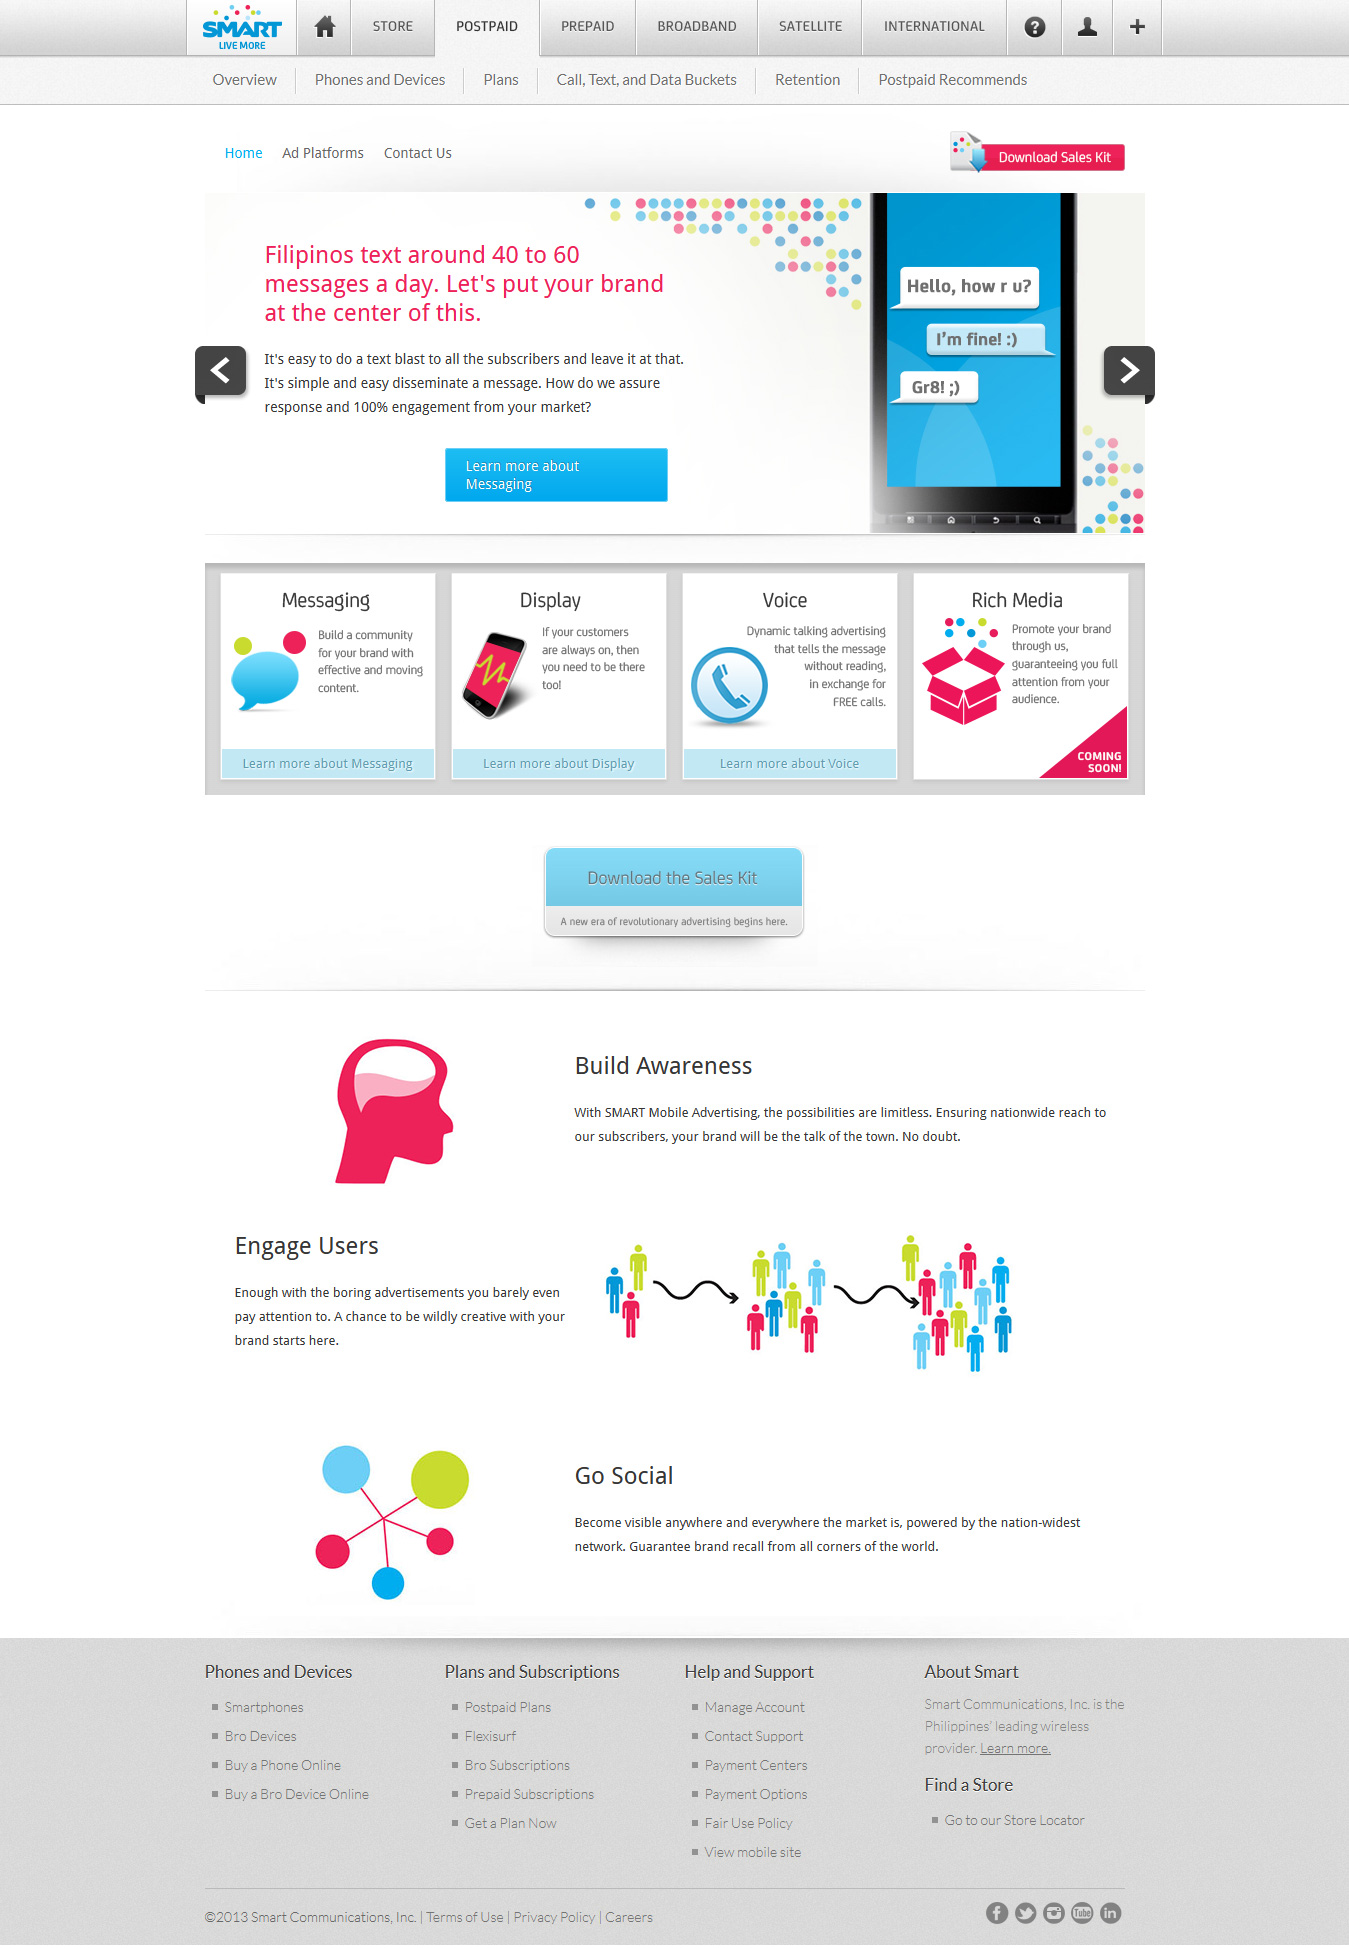 SMART
LIVE MORE
STORE
POSTPAID
PREPAID
BROADBAND
SATELLITE
INTERNATIONAL
?
+
Overview
Phones and Devices
Plans
Call, Text, and Data Buckets
Retention
Postpaid Recommends
Home
Ad Platforms
Contact Us
Download Sales Kit
Filipinos text around 40 to 60
messages a day. Let's put your brand
at the center of this.
It's easy to do a text blast to all the subscribers and leave it at that.
It's simple and easy disseminate a message. How do we assure
response and 100% engagement from your market?
Learn more about
Messaging
Hello, how r u?
I'm fine! :)
Gr8! ;)
Messaging
Build a community
for your brand with
effective and moving
content.
Learn more about Messaging
Display
If your customers
are always on, then
you need to be there
too!
Learn more about Display
Voice
Dynamic talking advertising
that tells the message
without reading,
in exchange for
FREE calls.
Learn more about Voice
Rich Media
Promote your brand
through us,
guaranteeing you full
attention from your
audience.
COMING
SOON!
Download the Sales Kit
A new era of revolutionary advertising begins here.
Build Awareness
With SMART Mobile Advertising, the possibilities are limitless. Ensuring nationwide reach to
our subscribers, your brand will be the talk of the town. No doubt.
Engage Users
Enough with the boring advertisements you barely even
pay attention to. A chance to be wildly creative with your
brand starts here.
Go Social
Become visible anywhere and everywhere the market is, powered by the nation-widest
network. Guarantee brand recall from all corners of the world.
Phones and Devices
Smartphones
Bro Devices
Buy a Phone Online
Buy a Bro Device Online
Plans and Subscriptions
Postpaid Plans
Flexisurf
Bro Subscriptions
Prepaid Subscriptions
Get a Plan Now
Help and Support
Manage Account
Contact Support
Payment Centers
Payment Options
Fair Use Policy
View mobile site
About Smart
Smart Communications, Inc. is the
Philippines' leading wireless
provider. Learn more.
Find a Store
Go to our Store Locator
©2013 Smart Communications, Inc. | Terms of Use | Privacy Policy | Careers
f
You Tube
in